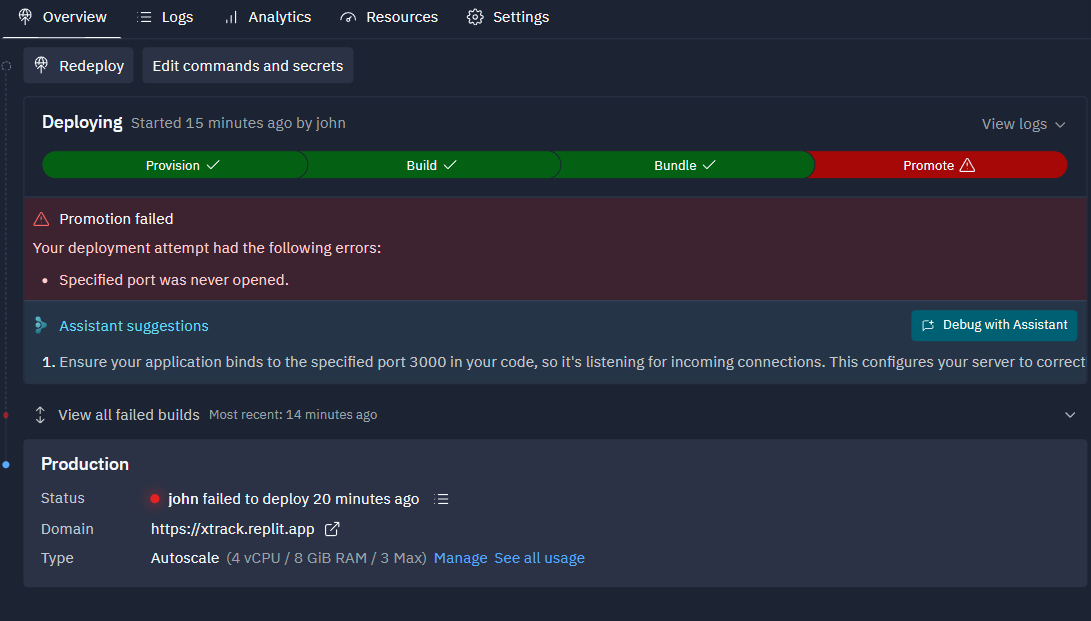 Overview Logs Analytics Resources Settings
Redeploy Edit commands and secrets
Deploying Started 15 minutes ago by john View logs
Provision Build Bundle Promote
Promotion failed
Your deployment attempt had the following errors:
• Specified port was never opened.
Assistant suggestions Debug with Assistant
1. Ensure your application binds to the specified port 3000 in your code, so it's listening for incoming connections. This configures your server to correct
View all failed builds Most recent: 14 minutes ago
Production
Status john failed to deploy 20 minutes ago
Domain https://xtrack.replit.app
Type Autoscale (4 vCPU / 8 GiB RAM / 3 Max) Manage See all usage